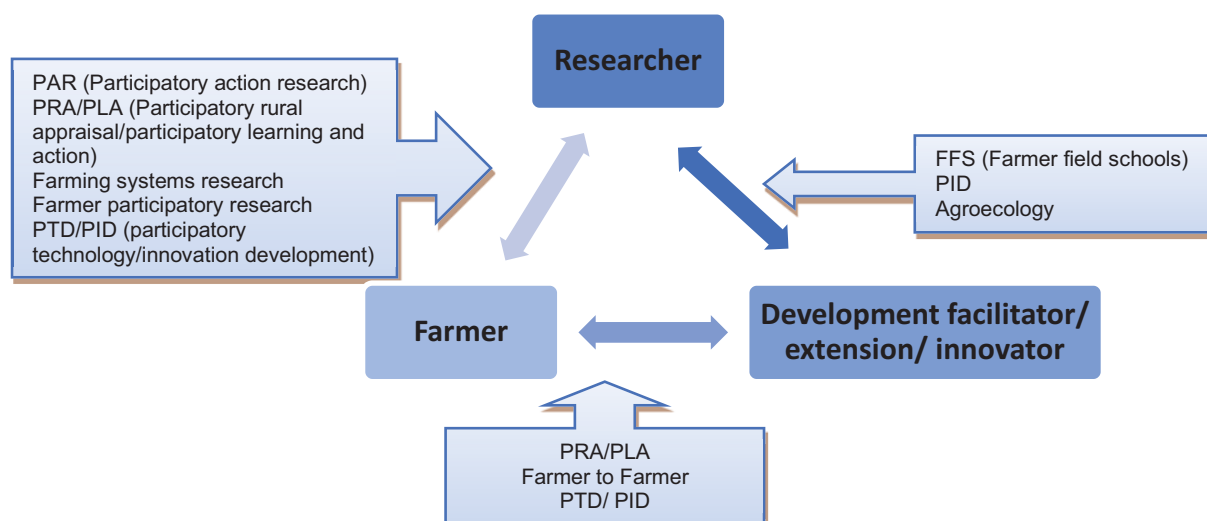 Researcher
PAR (Participatory action research)
PRA/PLA (Participatory rural
appraisal/participatory learning and
action)
Farming systems research
Farmer participatory research
PTD/PID (participatory
technology/innovation development)
FFS (Farmer field schools)
PID
Agroecology
Farmer
Development facilitator/
extension/ innovator
PRA/PLA
Farmer to Farmer
PTD/ PID